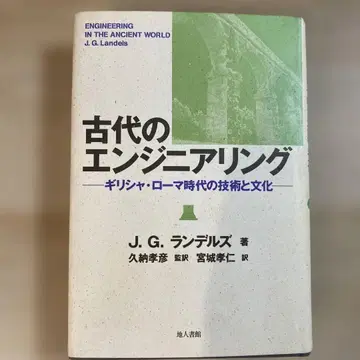 ENGINEERING
IN THE ANCIENT WORLD
J. G. Landels
古代の
エンジニアリング
―ギリシャ・ローマ時代の技術と文化―
J. G. ランデルズ 著
久納孝彦 監訳 宮城孝仁 訳
地人書館